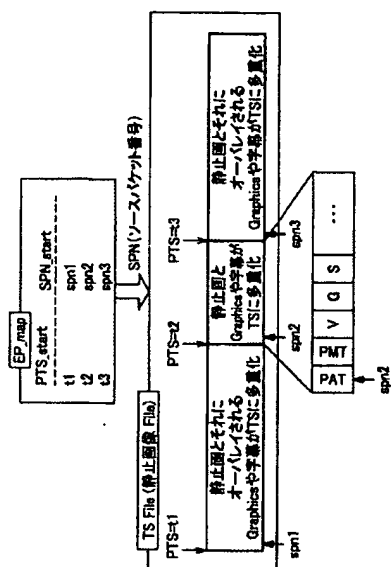 EP_map
PTS_start SPN_start
t1 spn1
t2 spn2
t3 spn3
SPN(ソースパケット番号)
TS File(静止画像 File)
PTS=t1
PTS=t2
PTS=t3
静止画とそれに
オーバレイされる
Graphicsや字幕がTSに多重化
静止画と
Graphicsや字幕が
TSに多重化
静止画とそれに
オーバレイされる
Graphicsや字幕がTSに多重化
spn1
spn2
spn3
PAT PMT V G S ...
spn2